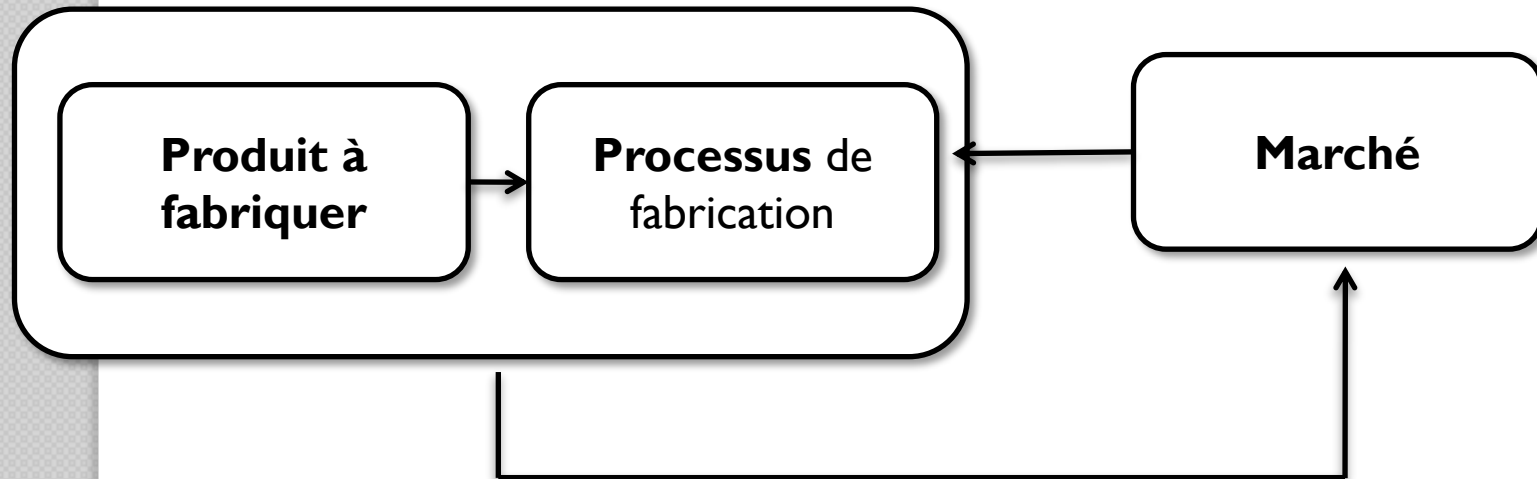 Produit à
fabriquer
Processus de
fabrication
Marché